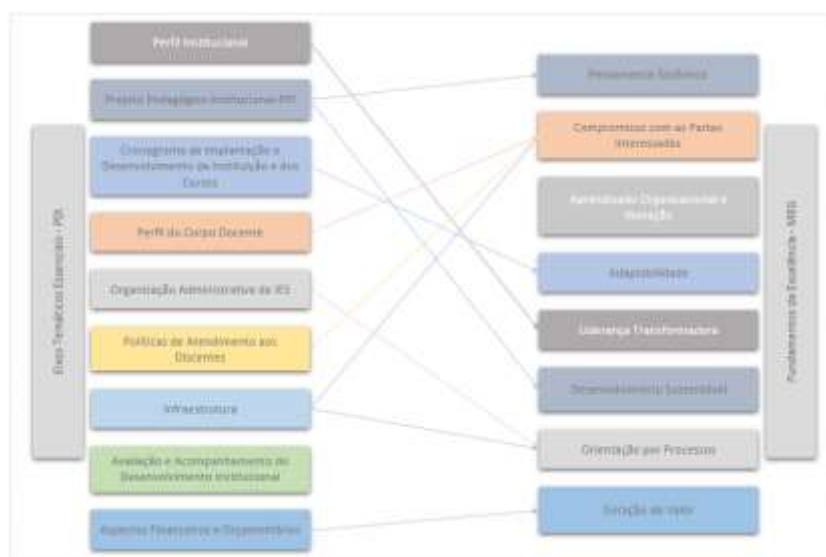 Perfil Institucional
Projeto Pedagógico Institucional-PPI
Cronograma de Implantação e
Desenvolvimento da Instituição e dos
Cursos
Perfil do Corpo Docente
Organização Administrativa da IES
Políticas de Atendimento aos
Discentes
Infraestrutura
Avaliação e Acompanhamento do
Desenvolvimento Institucional
Aspectos Financeiros e Orçamentários
Eixos Temáticos Essenciais - PDI
Pensamento Sistêmico
Compromisso com as Partes
Interessadas
Aprendizado Organizacional e
Inovação
Adaptabilidade
Liderança Transformadora
Desenvolvimento Sustentável
Orientação por Processos
Geração de Valor
Fundamentos da Excelência - MEG